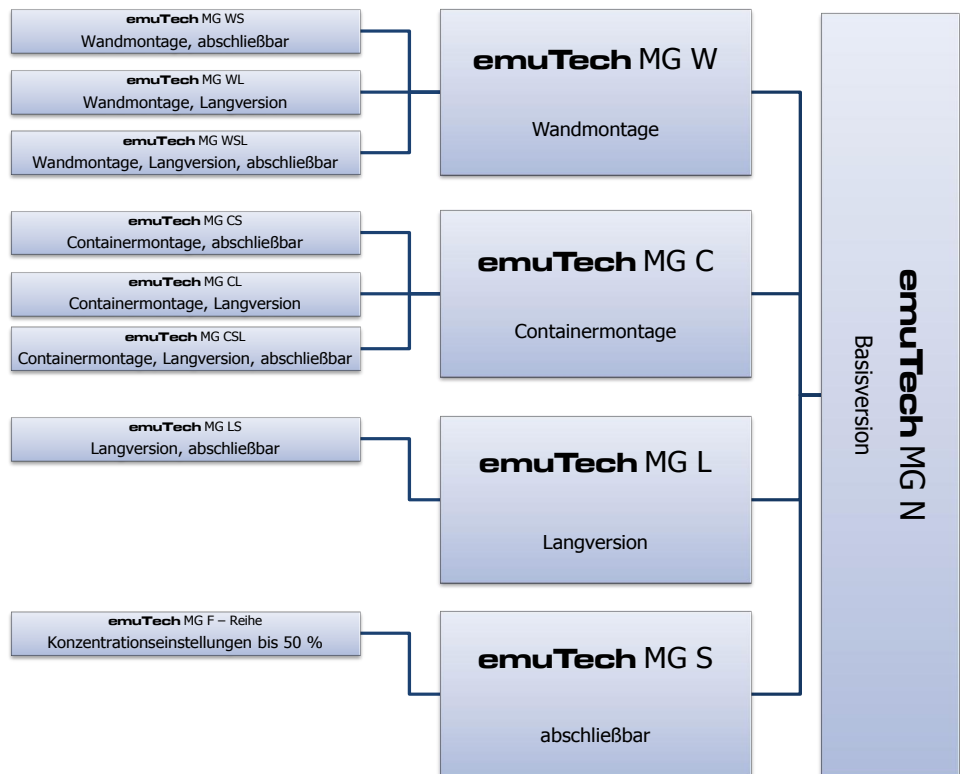 emuTech MG WS
Wandmontage, abschließbar
emuTech MG WL
Wandmontage, Langversion
emuTech MG WSL
Wandmontage, Langversion, abschließbar
emuTech MG CS
Containermontage, abschließbar
emuTech MG CL
Containermontage, Langversion
emuTech MG CSL
Containermontage, Langversion, abschließbar
emuTech MG LS
Langversion, abschließbar
emuTech MG F – Reihe
Konzentrationseinstellungen bis 50 %
emuTech MG W
Wandmontage
emuTech MG C
Containermontage
emuTech MG L
Langversion
emuTech MG S
abschließbar
emuTech MG N
Basisversion